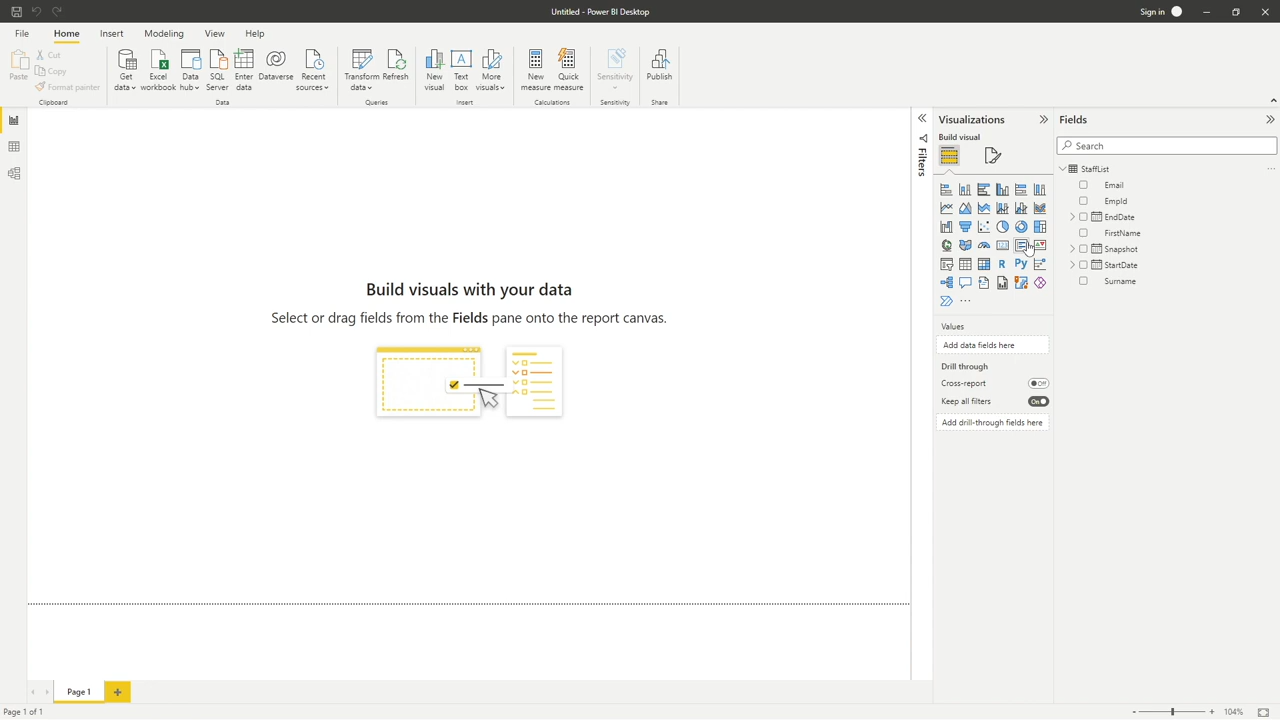 Untitled - Power BI Desktop
Sign in
File Home Insert Modeling View Help
Paste
Cut
Copy
Format painter
Clipboard
Get data
Excel workbook
Data hub
SQL Server
Enter data
Dataverse
Recent sources
Data
Transform data
Refresh
Queries
New visual
A
Text box
More visuals
Insert
New measure
Quick measure
Calculations
Sensitivity
Sensitivity
Publish
Share
Filters
Visualizations
Build visual
R
Py
Values
Add data fields here
Drill through
Cross-report
Off
Keep all filters
On
Add drill-through fields here
Fields
Search
StaffList
Email
EmpId
EndDate
FirstName
Snapshot
StartDate
Surname
Build visuals with your data
Select or drag fields from the Fields pane onto the report canvas.
Page 1
Page 1 of 1
104%